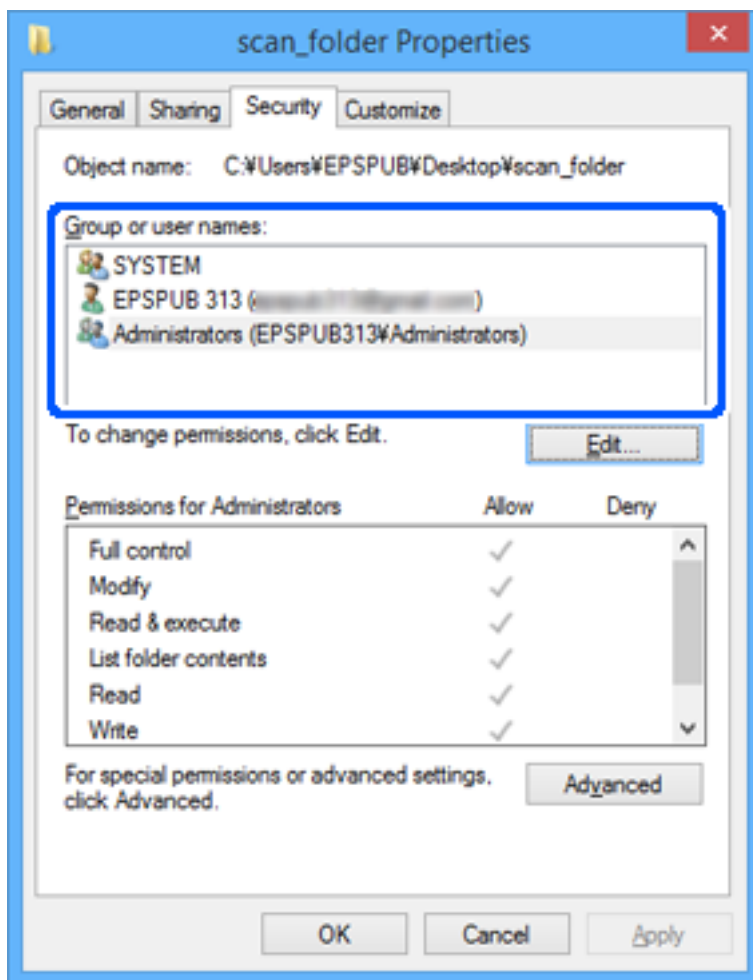 scan_folder Properties
General Sharing Security Customize
Object name: C:¥Users¥EPSPUB¥Desktop¥scan_folder
Group or user names:
SYSTEM
EPSPUB 313 ( )
Administrators (EPSPUB313¥Administrators)
To change permissions, click Edit.
Edit...
Permissions for Administrators Allow Deny
Full control
Modify
Read & execute
List folder contents
Read
Write
For special permissions or advanced settings,
click Advanced.
Advanced
OK Cancel Apply